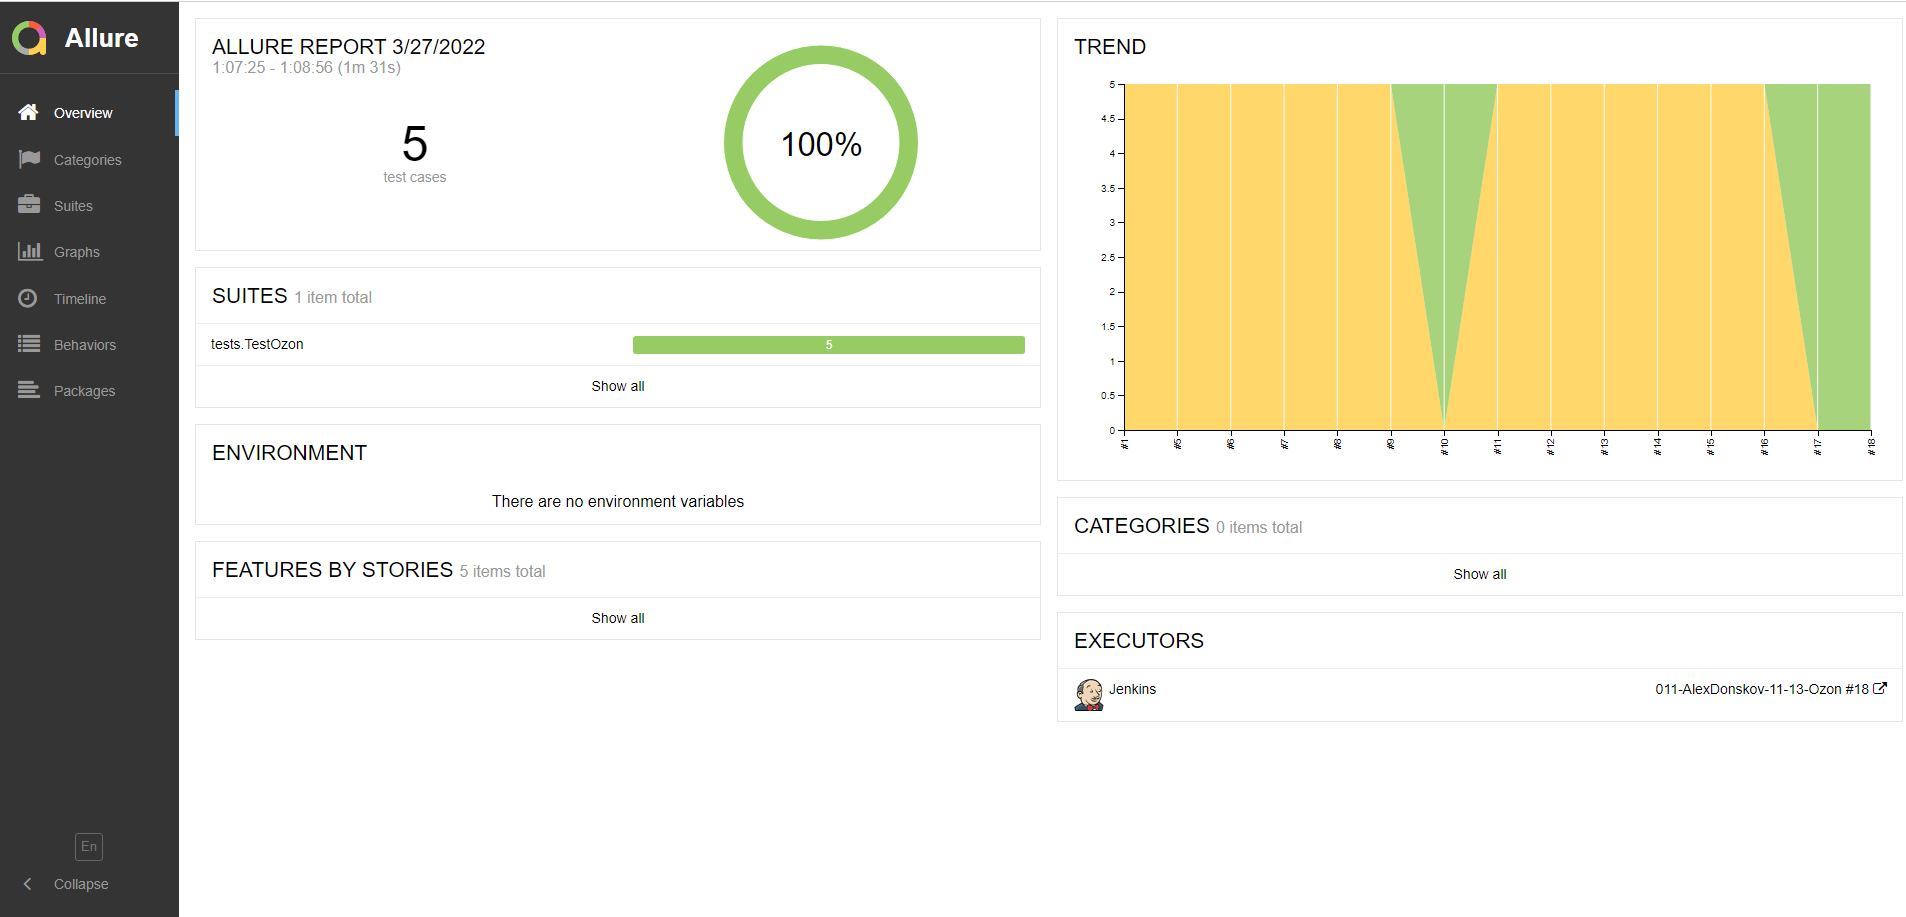 Allure
Overview
Categories
Suites
Graphs
Timeline
Behaviors
Packages
En
Collapse
ALLURE REPORT 3/27/2022
1:07:25 - 1:08:56 (1m 31s)
5
test cases
100%
SUITES 1 item total
tests.TestOzon 5
Show all
ENVIRONMENT
There are no environment variables
FEATURES BY STORIES 5 items total
Show all
TREND
5
4.5
4
3.5
3
2.5
2
1.5
1
0.5
0
#1 #5 #6 #7 #8 #9 #10 #11 #12 #13 #14 #15 #16 #17 #18
CATEGORIES 0 items total
Show all
EXECUTORS
Jenkins 011-AlexDonskov-11-13-Ozon #18